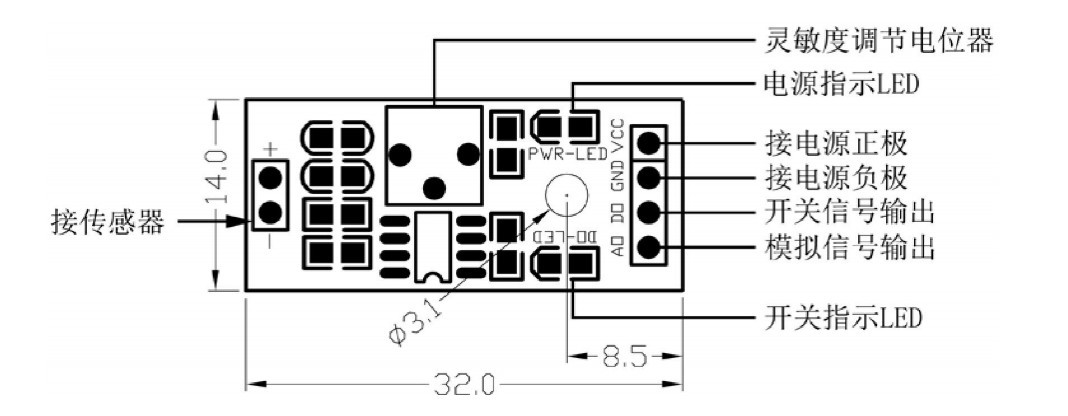 灵敏度调节电位器
电源指示LED
VCC
接电源正极
PWR-LED
GND
接电源负极
+
14.0
接传感器
-
DO
开关信号输出
DO-LED
AO
模拟信号输出
Ø3.1
开关指示LED
8.5
32.0